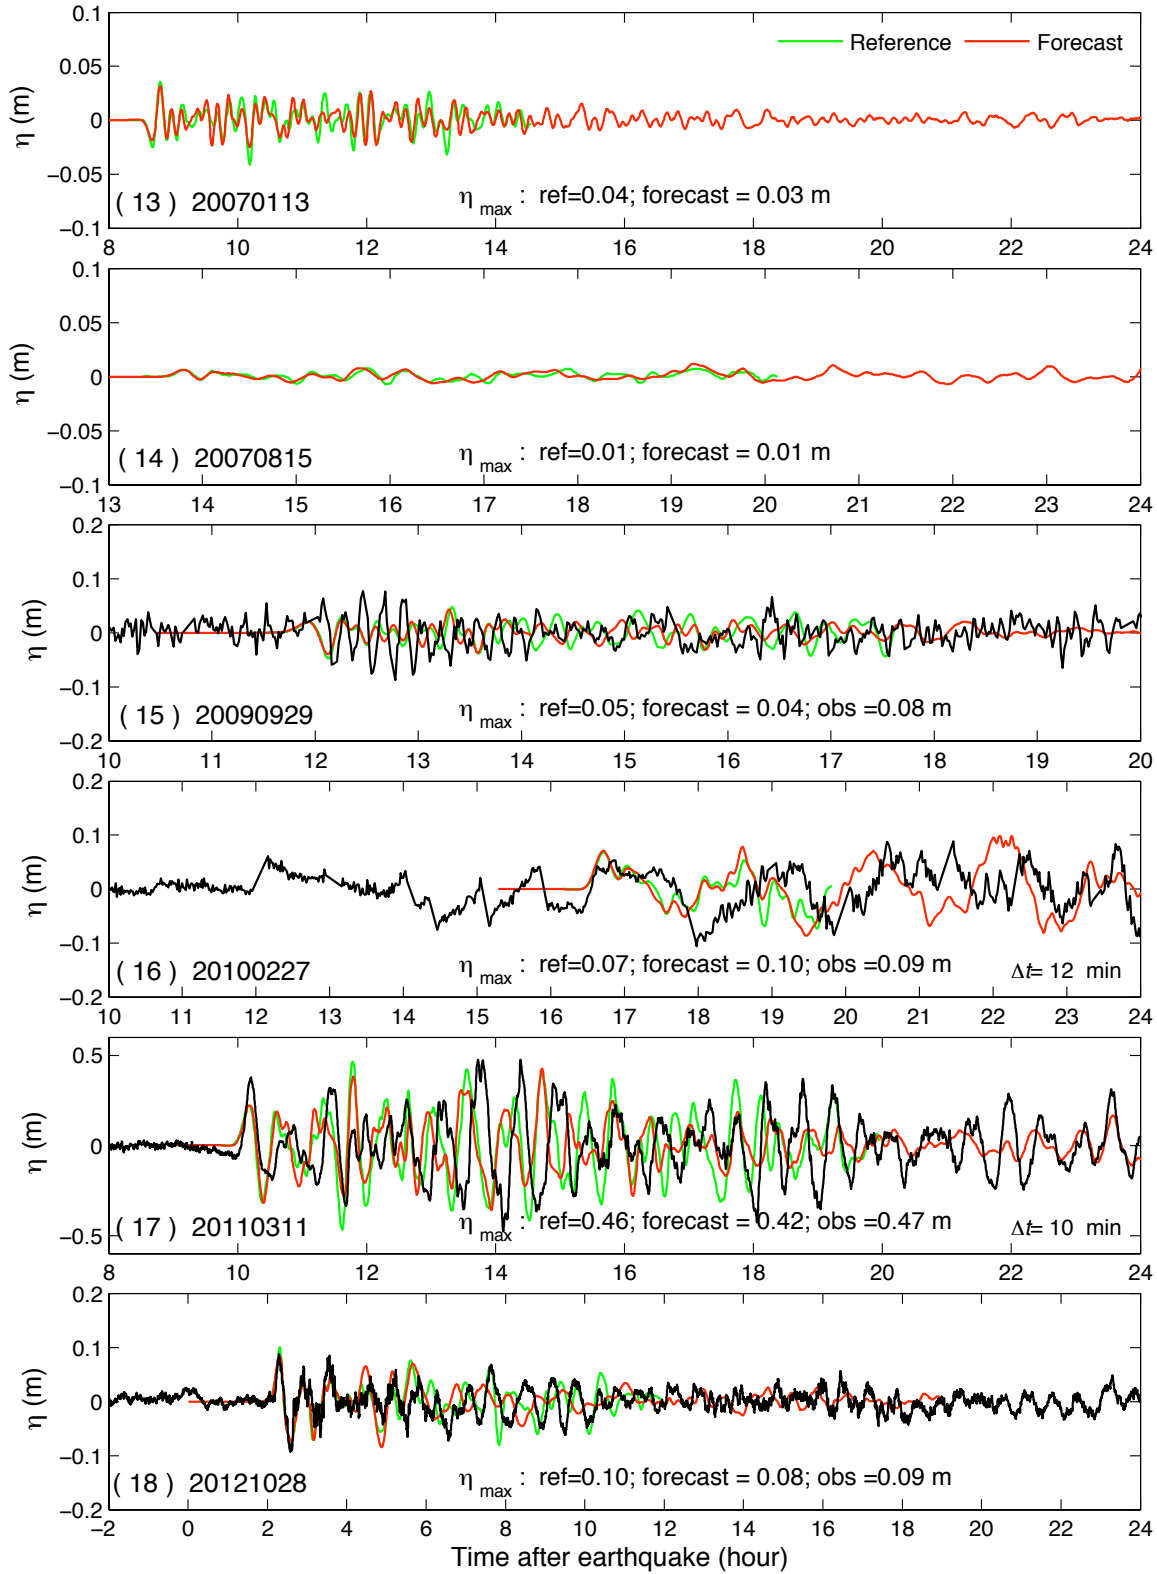 0.1
Reference
Forecast
0.05
η (m)
0
−0.05
( 13 ) 20070113
η max : ref=0.04; forecast = 0.03 m
−0.1
8 10 12 14 16 18 20 22 24
0.1
0.05
η (m)
0
−0.05
( 14 ) 20070815
η max : ref=0.01; forecast = 0.01 m
−0.1
13 14 15 16 17 18 19 20 21 22 23 24
0.2
0.1
η (m)
0
−0.1
( 15 ) 20090929
η max : ref=0.05; forecast = 0.04; obs =0.08 m
−0.2
10 11 12 13 14 15 16 17 18 19 20
0.2
0.1
η (m)
0
−0.1
( 16 ) 20100227
η max : ref=0.07; forecast = 0.10; obs =0.09 m
Δt= 12 min
−0.2
10 11 12 13 14 15 16 17 18 19 20 21 22 23 24
0.5
η (m)
0
( 17 ) 20110311
η max : ref=0.46; forecast = 0.42; obs =0.47 m
Δt= 10 min
−0.5
8 10 12 14 16 18 20 22 24
0.2
0.1
η (m)
0
−0.1
( 18 ) 20121028
η max : ref=0.10; forecast = 0.08; obs =0.09 m
−0.2
−2 0 2 4 6 8 10 12 14 16 18 20 22 24
Time after earthquake (hour)